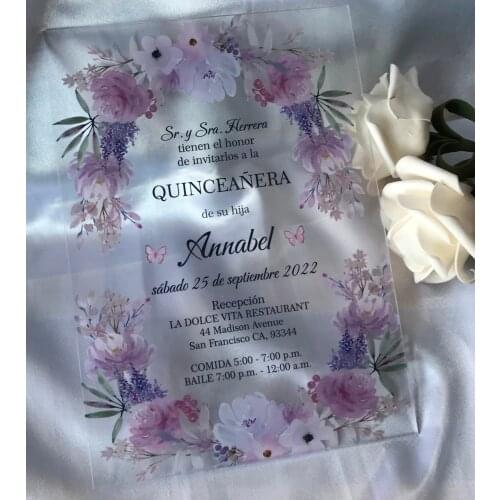 Sr. y Sra. Herrera
tienen el honor
de invitarlos a la
QUINCEAÑERA
de su hija
Annabel
sábado 25 de septiembre 2022
Recepción
LA DOLCE VITA RESTAURANT
44 Madison Avenue
San Francisco CA, 93344
COMIDA 5:00 - 7:00 p.m.
BAILE 7:00 p.m. - 12:00 a.m.